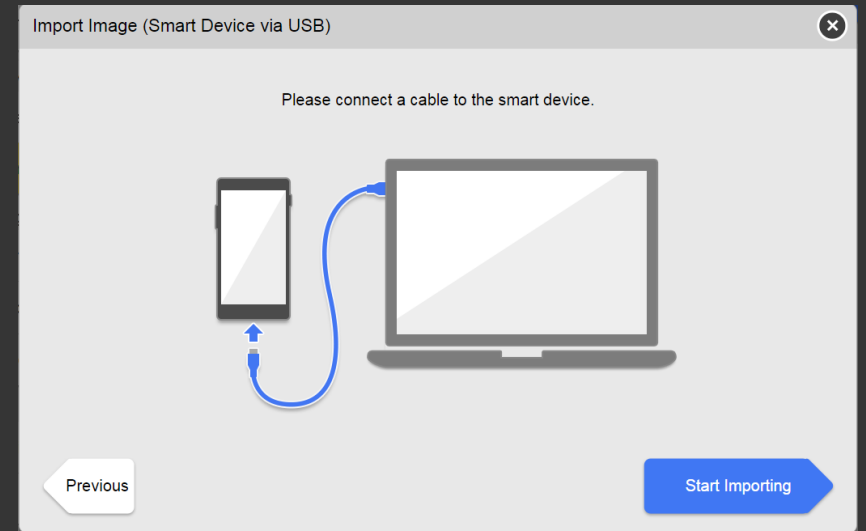 Import Image (Smart Device via USB)
Please connect a cable to the smart device.
Previous
Start Importing